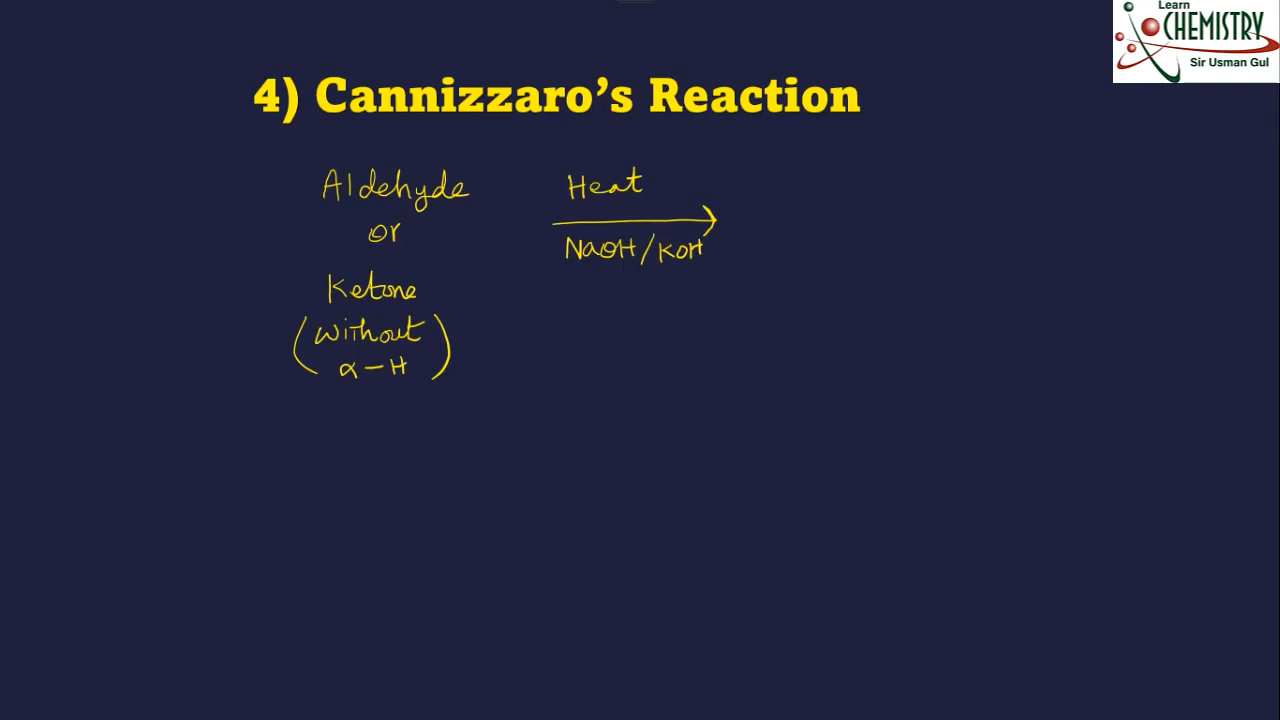 Learn
CHEMISTRY
Sir Usman Gul
4) Cannizzaro’s Reaction
Aldehyde
or
Ketone
(Without
α-H)
Heat
NaOH/KOH